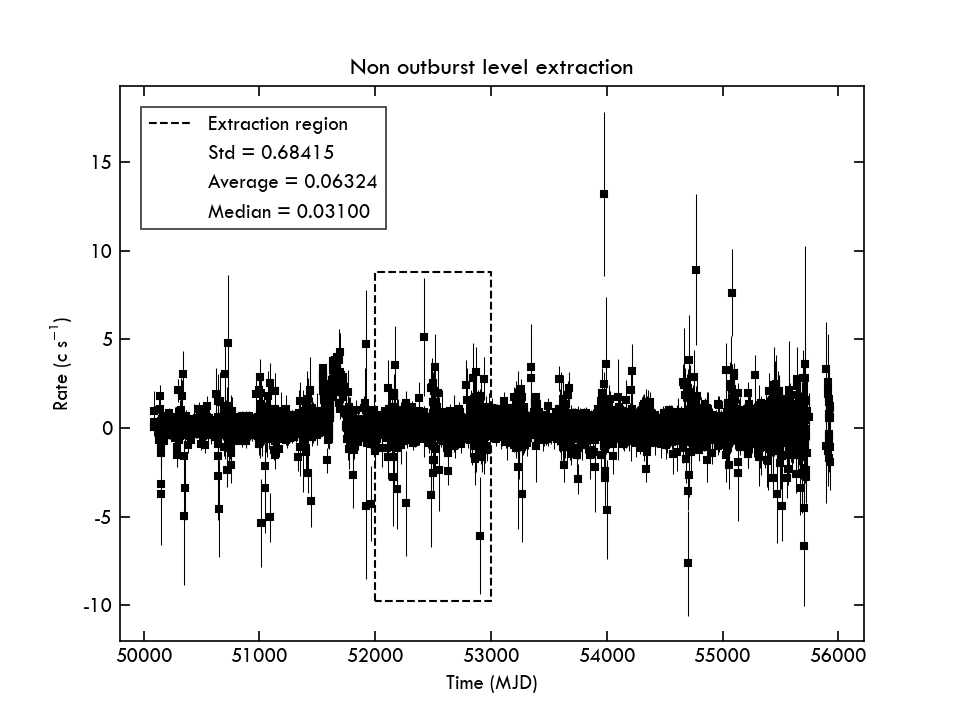 Non outburst level extraction
Extraction region
Std = 0.68415
Average = 0.06324
Median = 0.03100
15
10
5
0
-5
-10
Rate (c s⁻¹)
50000 51000 52000 53000 54000 55000 56000
Time (MJD)